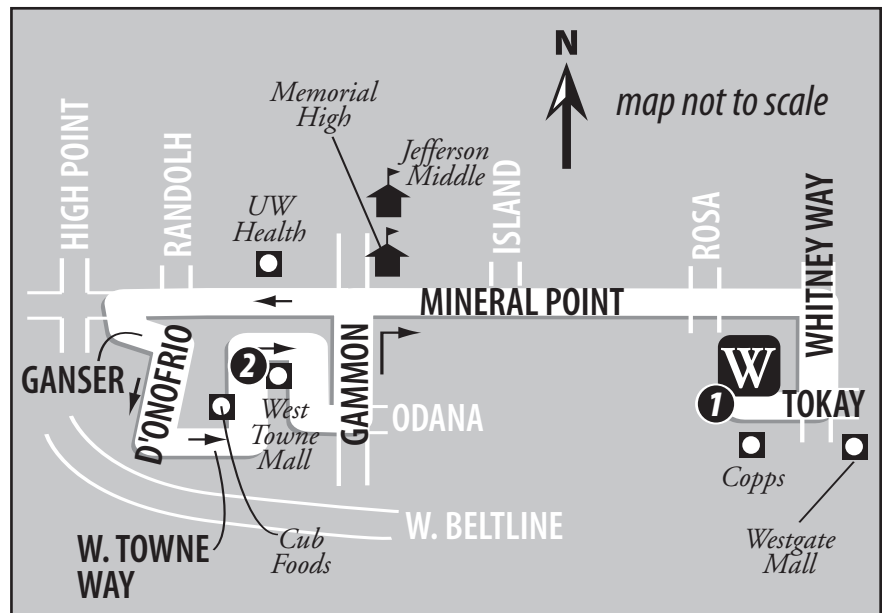 N
map not to scale
Memorial
High
Jefferson
Middle
HIGH POINT
RANDOLH
UW
Health
ISLAND
ROSA
WHITNEY WAY
MINERAL POINT
GANSER
D'ONOFRIO
2
West
Towne
Mall
GAMMON
ODANA
W
1
TOKAY
Copps
Westgate
Mall
W. BELTLINE
W. TOWNE
WAY
Cub
Foods